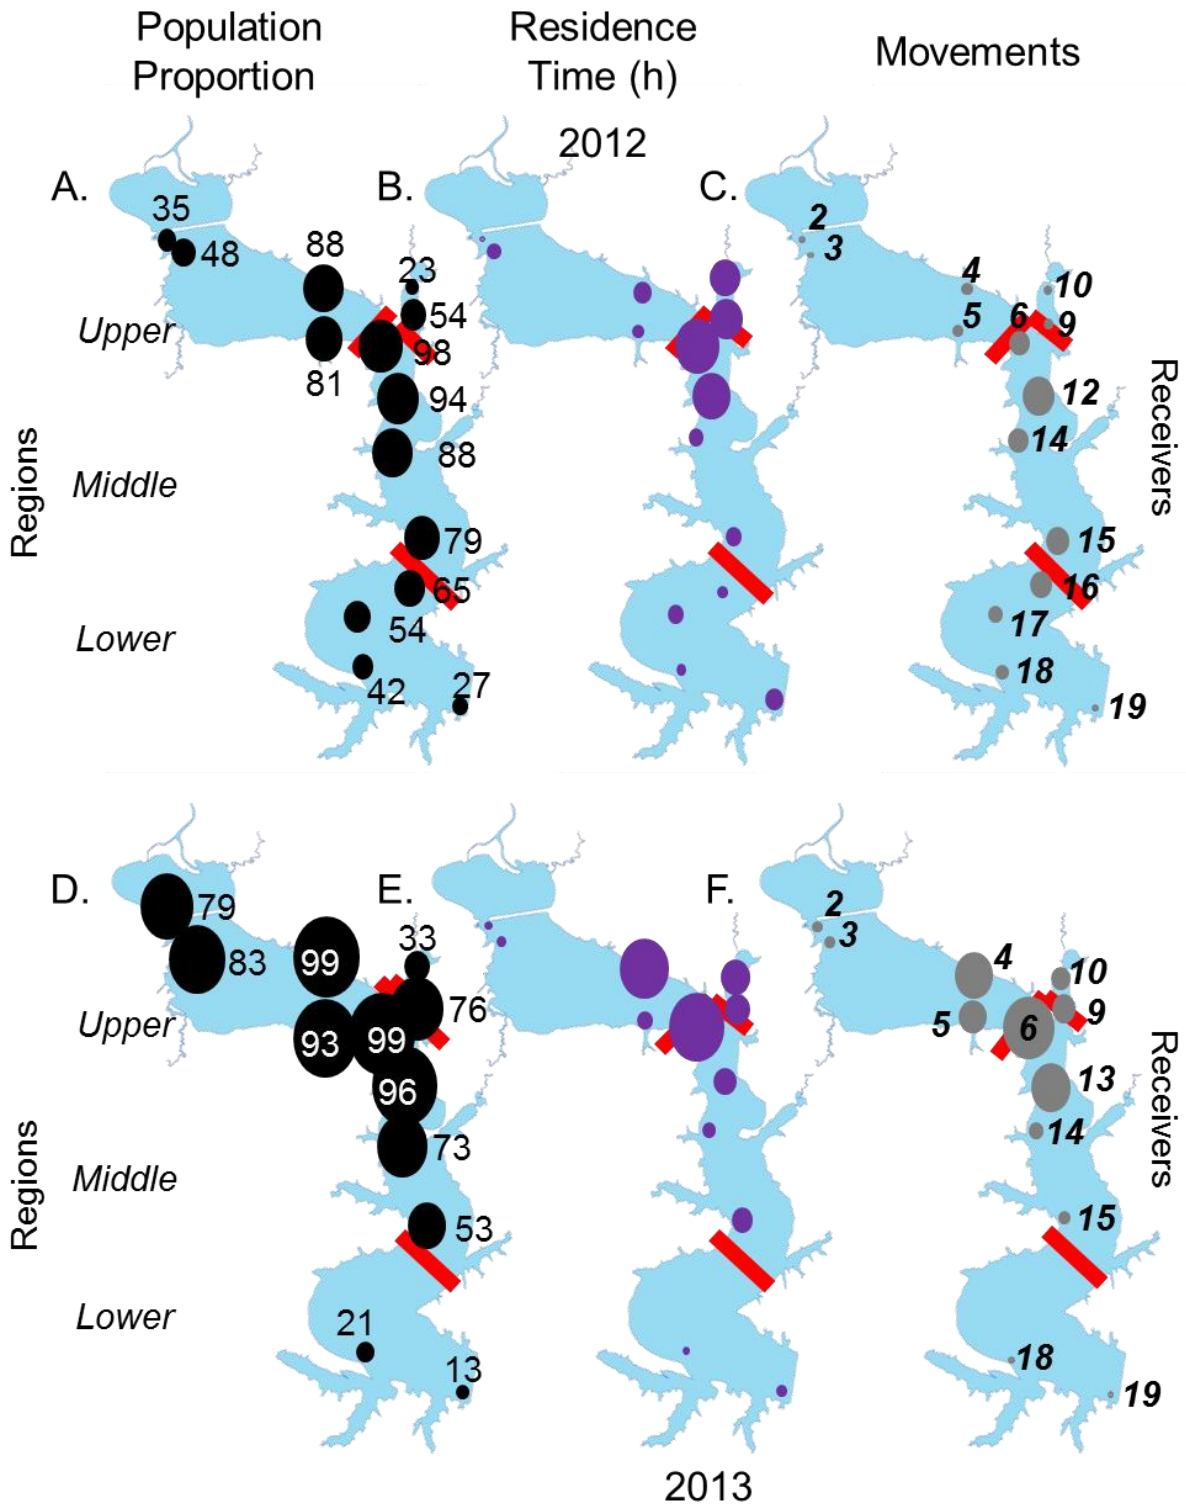 Population
Proportion
Residence
Time (h)
Movements
2012
A.
B.
C.
35
48
88
23
54
81
98
94
88
79
65
54
42
27
2
3
4
5
6
10
9
12
14
15
16
17
18
19
Upper
Middle
Lower
Regions
Receivers
D.
E.
F.
79
83
99
33
76
93
99
96
73
53
21
13
2
3
4
5
6
10
9
13
14
15
18
19
Upper
Middle
Lower
Regions
Receivers
2013